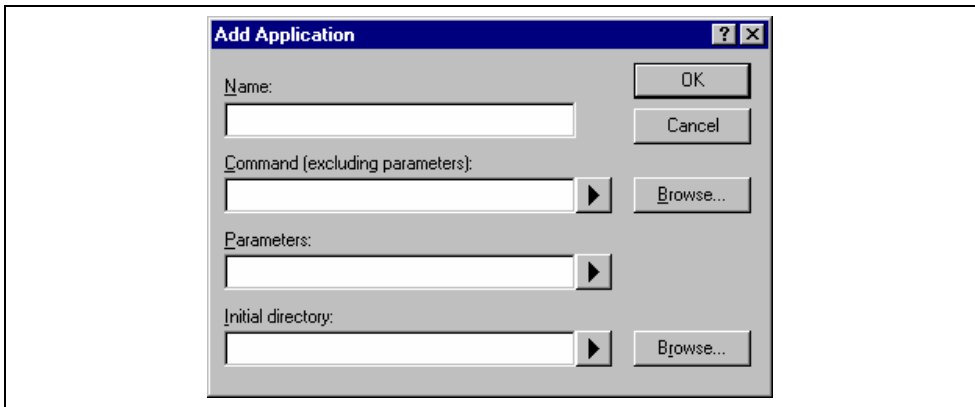 Add Application
Name:
OK
Cancel
Command (excluding parameters):
Browse...
Parameters:
Initial directory:
Browse...